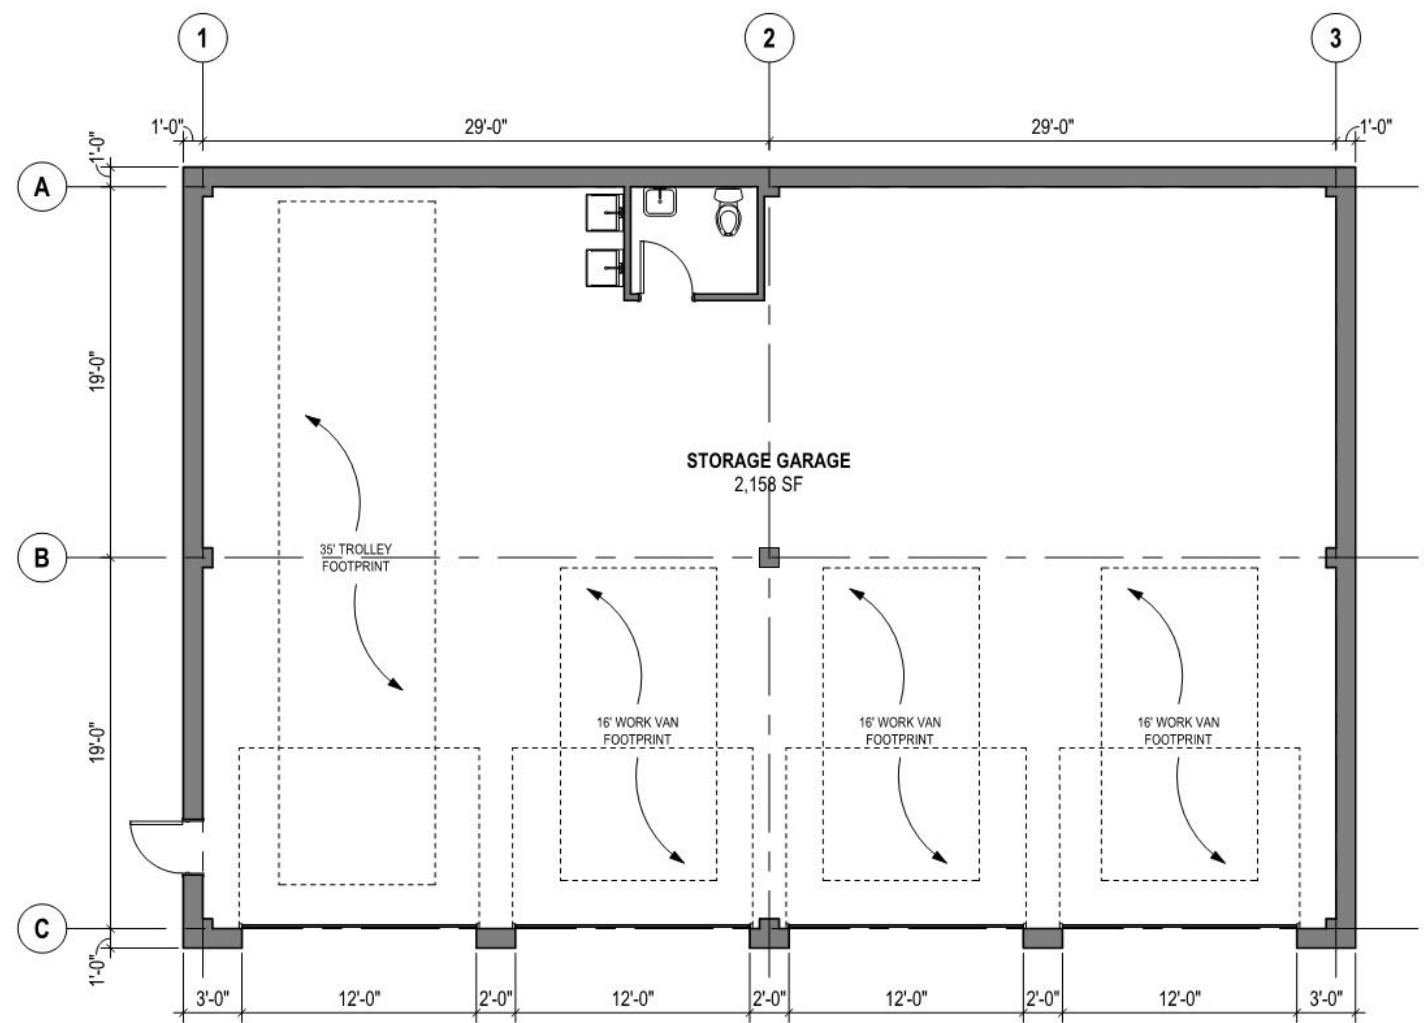 1
2
3
1'-0"
29'-0"
29'-0"
1'-0"
1'-0"
A
19'-0"
STORAGE GARAGE
2,158 SF
B
35' TROLLEY
FOOTPRINT
19'-0"
16' WORK VAN
FOOTPRINT
16' WORK VAN
FOOTPRINT
16' WORK VAN
FOOTPRINT
C
1'-0"
3'-0"
12'-0"
2'-0"
12'-0"
2'-0"
12'-0"
2'-0"
12'-0"
3'-0"